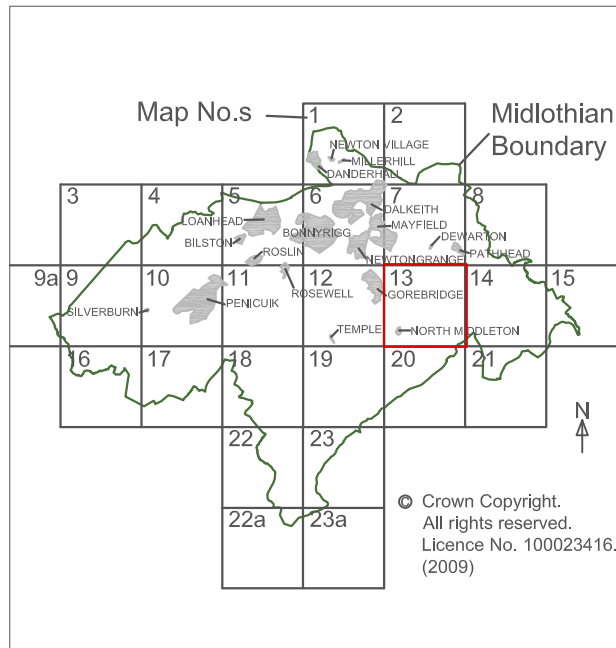 Map No.s
1
2
Midlothian
Boundary
NEWTON VILLAGE
MILLERHILL
DANDERHALL
3
4
5
6
7
8
DALKEITH
LOANHEAD
MAYFIELD
BONNYRIGG
DEWARTON
BILSTON
PATHHEAD
ROSLIN
NEWTONGRANGE
9a
9
10
11
12
13
14
15
GOREBRIDGE
ROSEWELL
PENICUIK
SILVERBURN
TEMPLE
NORTH MIDDLETON
16
17
18
20
21
N
22
23
22a
23a
© Crown Copyright.
All rights reserved.
Licence No. 100023416.
(2009)